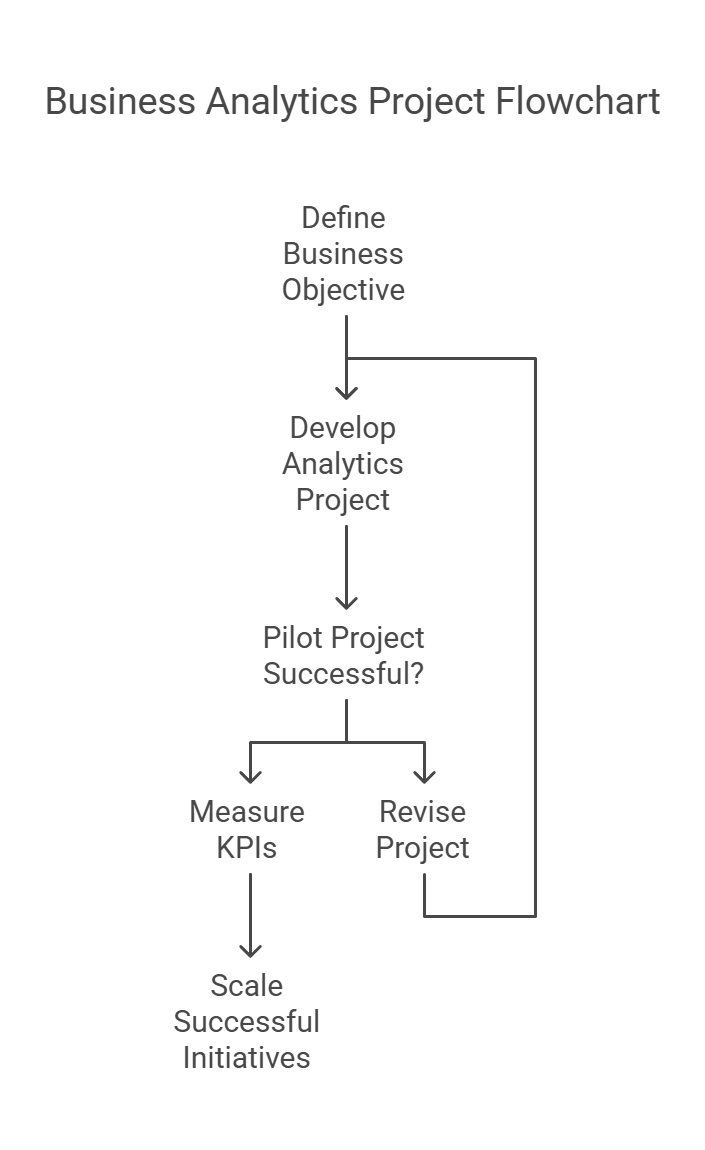 Business Analytics Project Flowchart
Define
Business
Objective
Develop
Analytics
Project
Pilot Project
Successful?
Measure
KPIs
Revise
Project
Scale
Successful
Initiatives